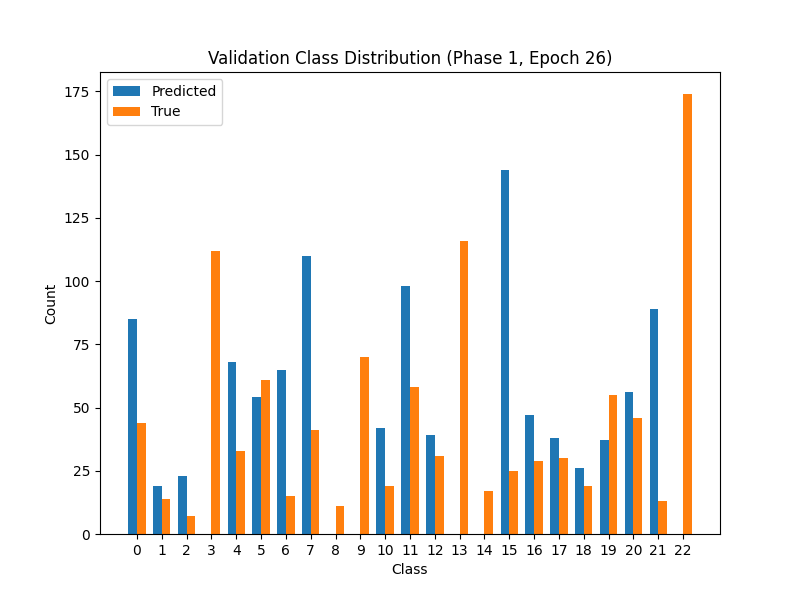 Validation Class Distribution (Phase 1, Epoch 26)
Predicted
True
175
150
125
100
75
50
25
0
Count
0 1 2 3 4 5 6 7 8 9 10 11 12 13 14 15 16 17 18 19 20 21 22
Class